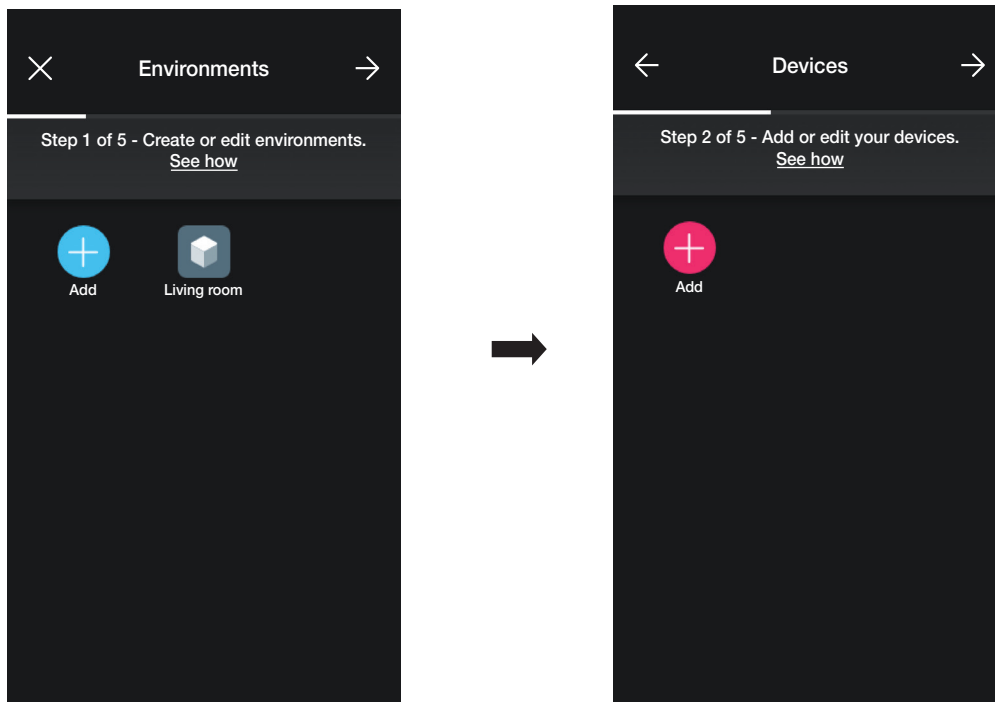 Environments
Step 1 of 5 - Create or edit environments.
See how
Add
Living room
Devices
Step 2 of 5 - Add or edit your devices.
See how
Add